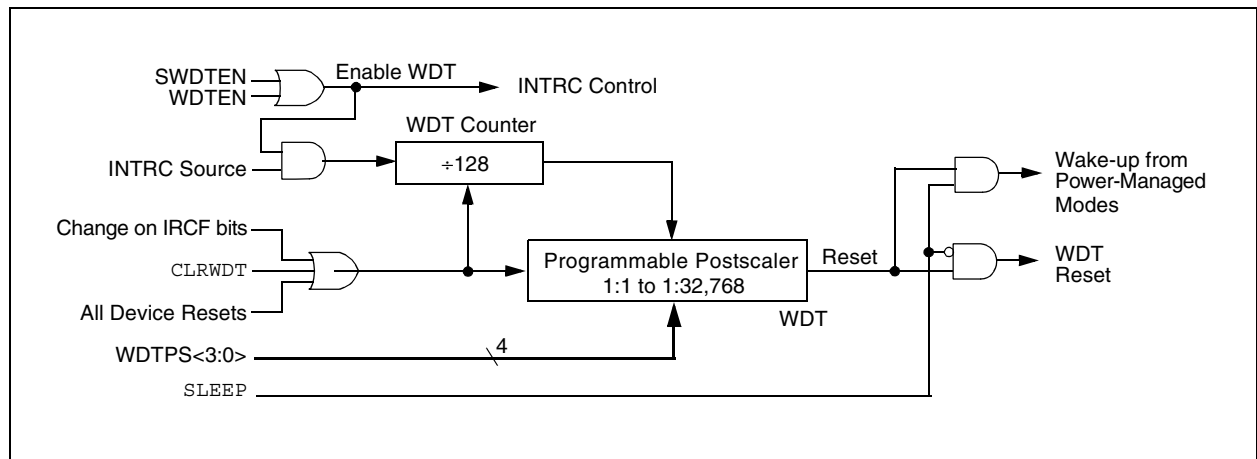 SWDTEN
WDTEN
Enable WDT
INTRC Control
WDT Counter
INTRC Source
÷128
Wake-up from
Power-Managed
Modes
Change on IRCF bits
CLRWDT
All Device Resets
Programmable Postscaler
1:1 to 1:32,768
Reset
WDT
WDT
Reset
WDTPS<3:0>
4
SLEEP